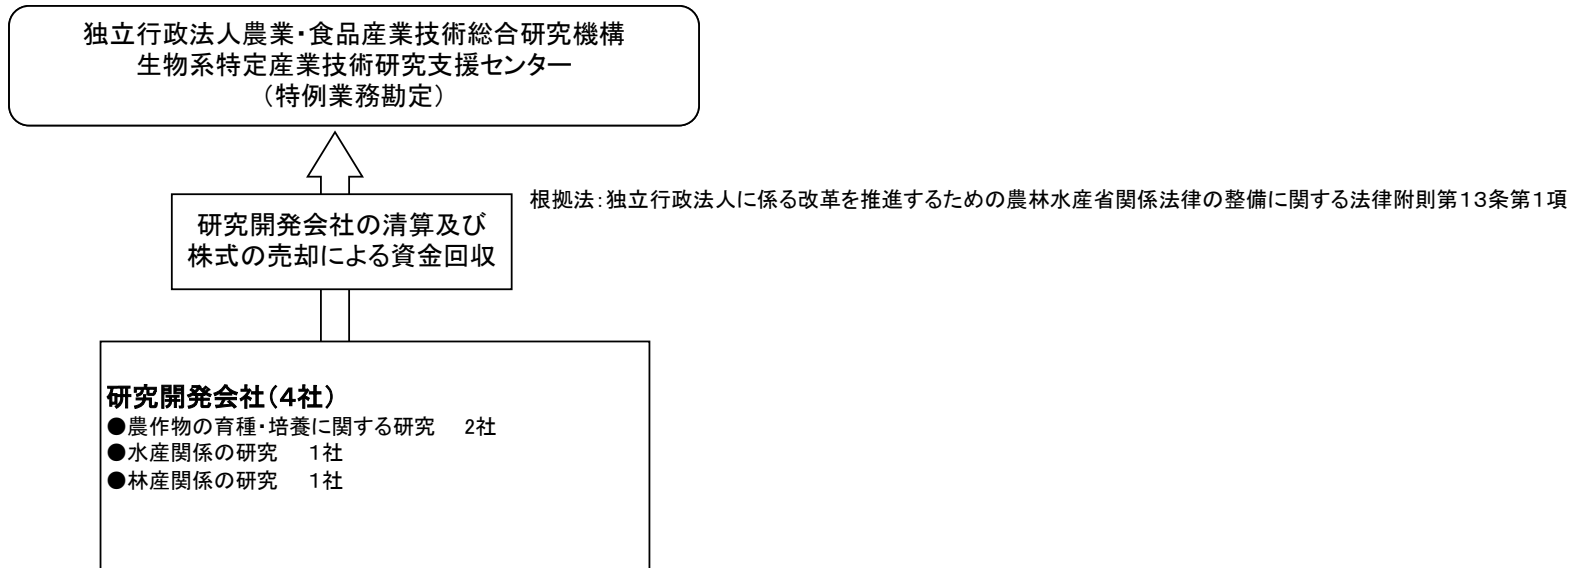 独立行政法人農業・食品産業技術総合研究機構
生物系特定産業技術研究支援センター
（特例業務勘定）
根拠法：独立行政法人に係る改革を推進するための農林水産省関係法律の整備に関する法律附則第１３条第１項
研究開発会社の清算及び
株式の売却による資金回収
研究開発会社（４社）
●農作物の育種・培養に関する研究　2社
●水産関係の研究　１社
●林産関係の研究　１社